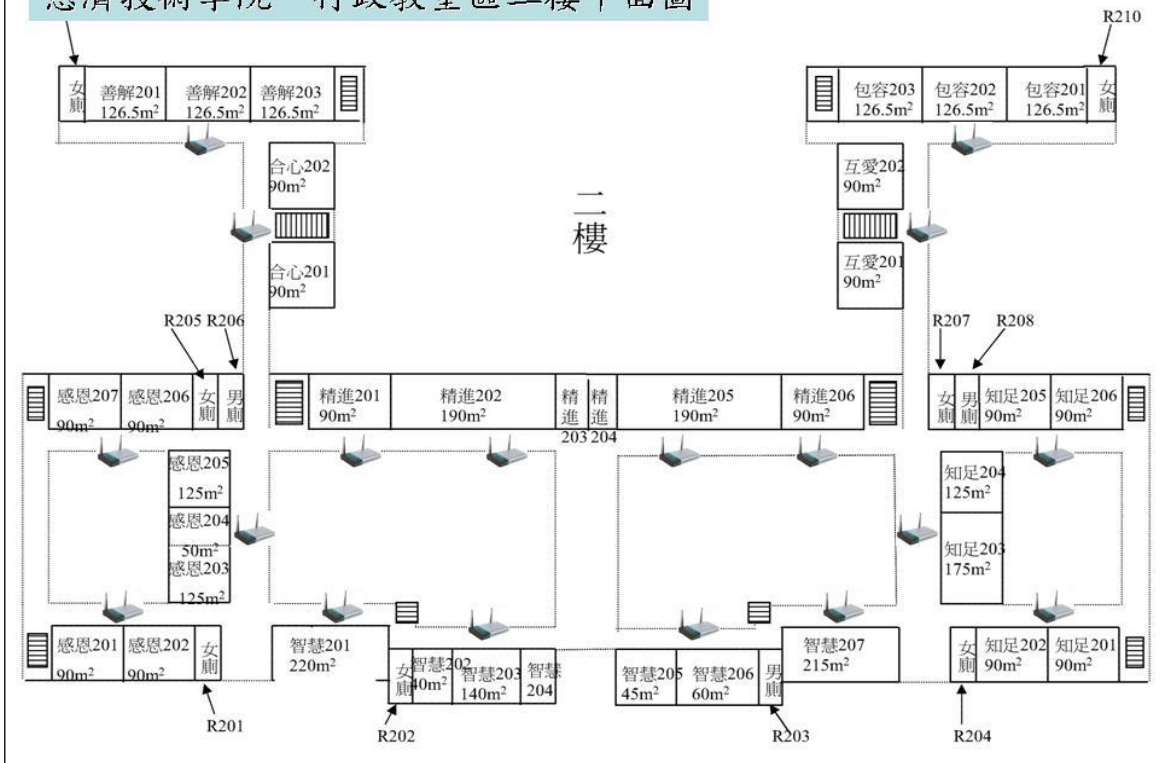 慈濟技術學院 行政教室區二樓平面圖
R210
女廁
善解201
126.5m²
善解202
126.5m²
善解203
126.5m²
包容203
126.5m²
包容202
126.5m²
包容201
126.5m²
女廁
合心202
90m²
互愛202
90m²
二樓
合心201
90m²
互愛201
90m²
R205
R206
R207
R208
感恩207
90m²
感恩206
90m²
女廁
男廁
精進201
90m²
精進202
190m²
精進
203
精進
204
精進205
190m²
精進206
90m²
女廁
男廁
知足205
90m²
知足206
90m²
感恩205
125m²
感恩204
50m²
感恩203
125m²
知足204
125m²
知足203
175m²
感恩201
90m²
感恩202
90m²
女廁
智慧201
220m²
女廁
智慧202
40m²
智慧203
140m²
智慧
204
智慧205
45m²
智慧206
60m²
男廁
智慧207
215m²
女廁
知足202
90m²
知足201
90m²
R201
R202
R203
R204